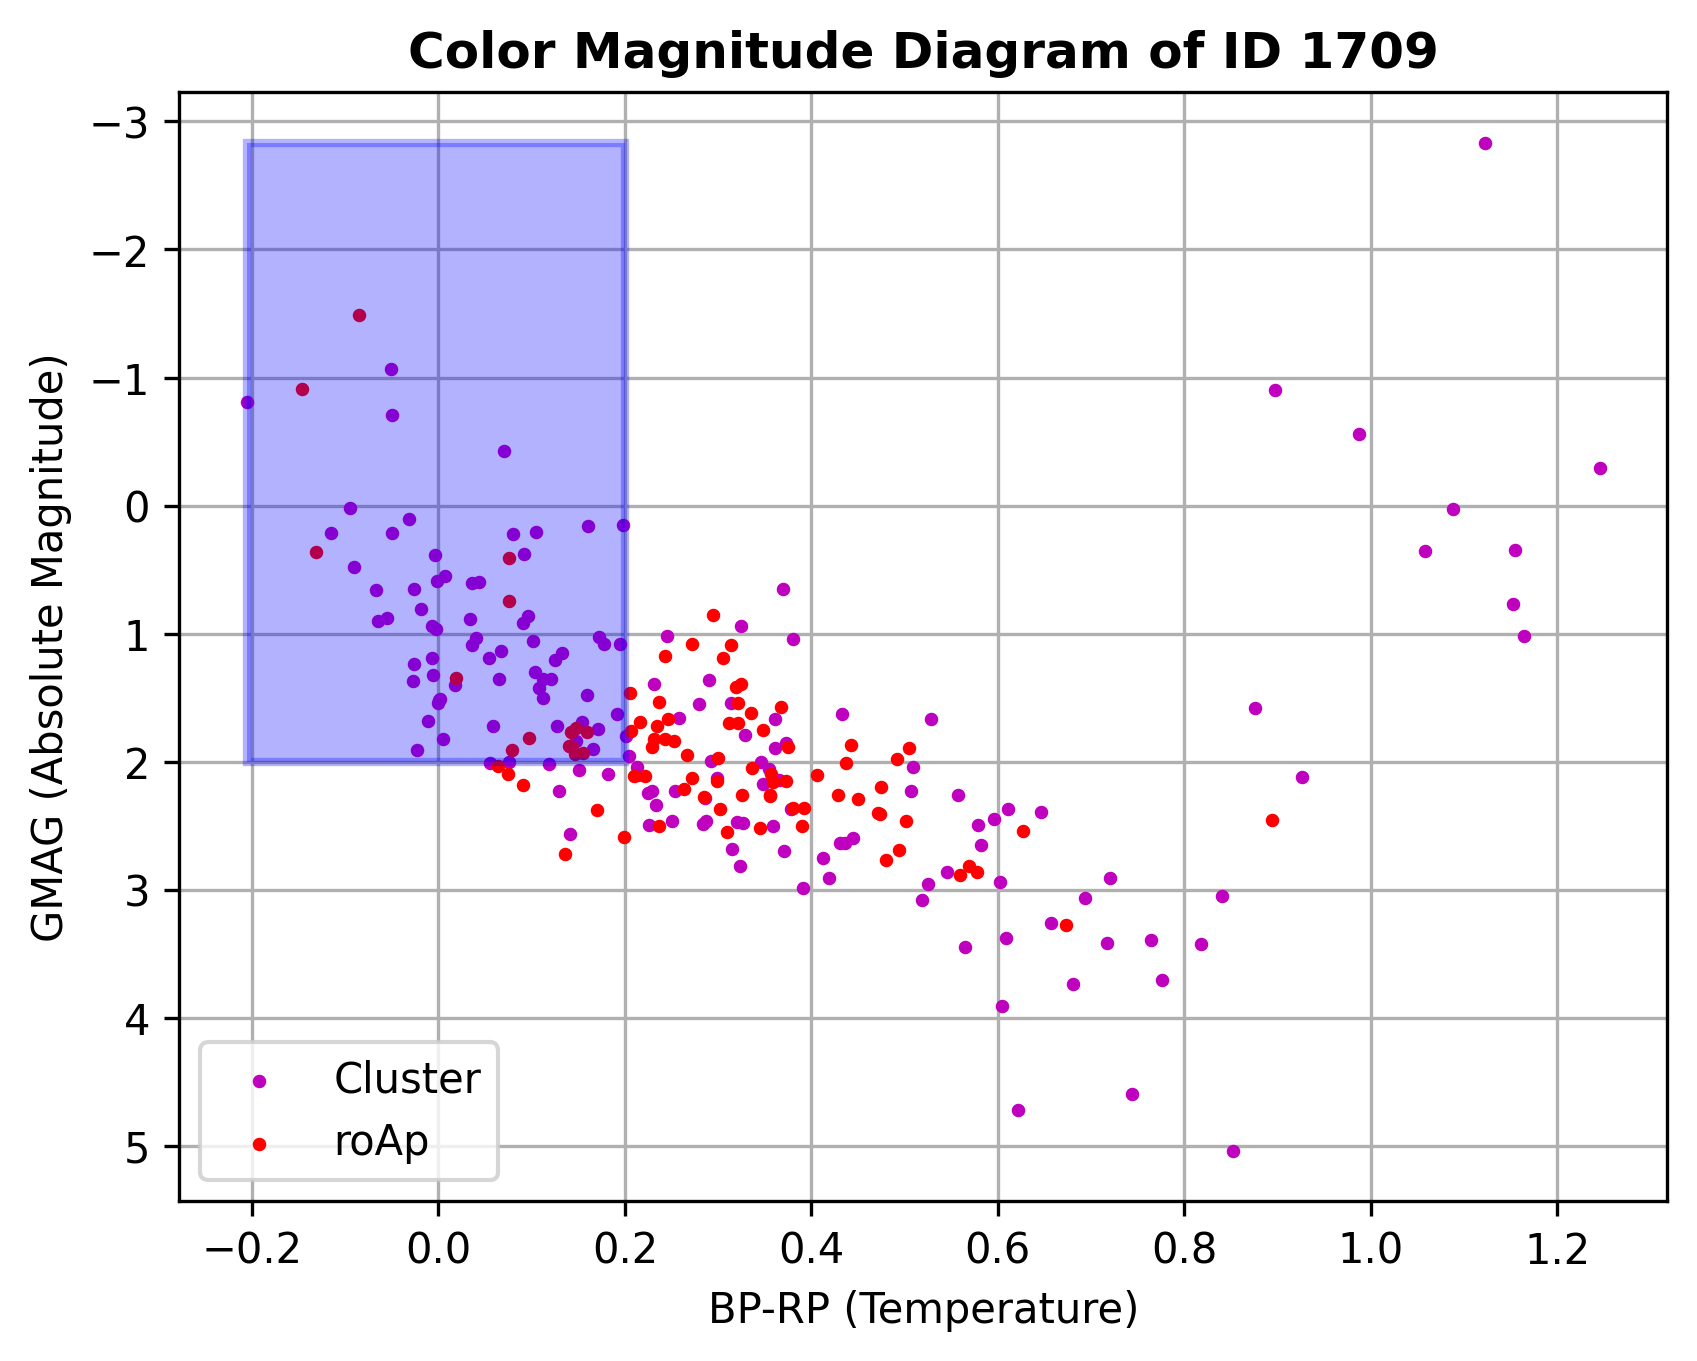 Color Magnitude Diagram of ID 1709
−3
−2
−1
0
1
2
3
4
5
GMAG (Absolute Magnitude)
Cluster
roAp
−0.2 0.0 0.2 0.4 0.6 0.8 1.0 1.2
BP-RP (Temperature)